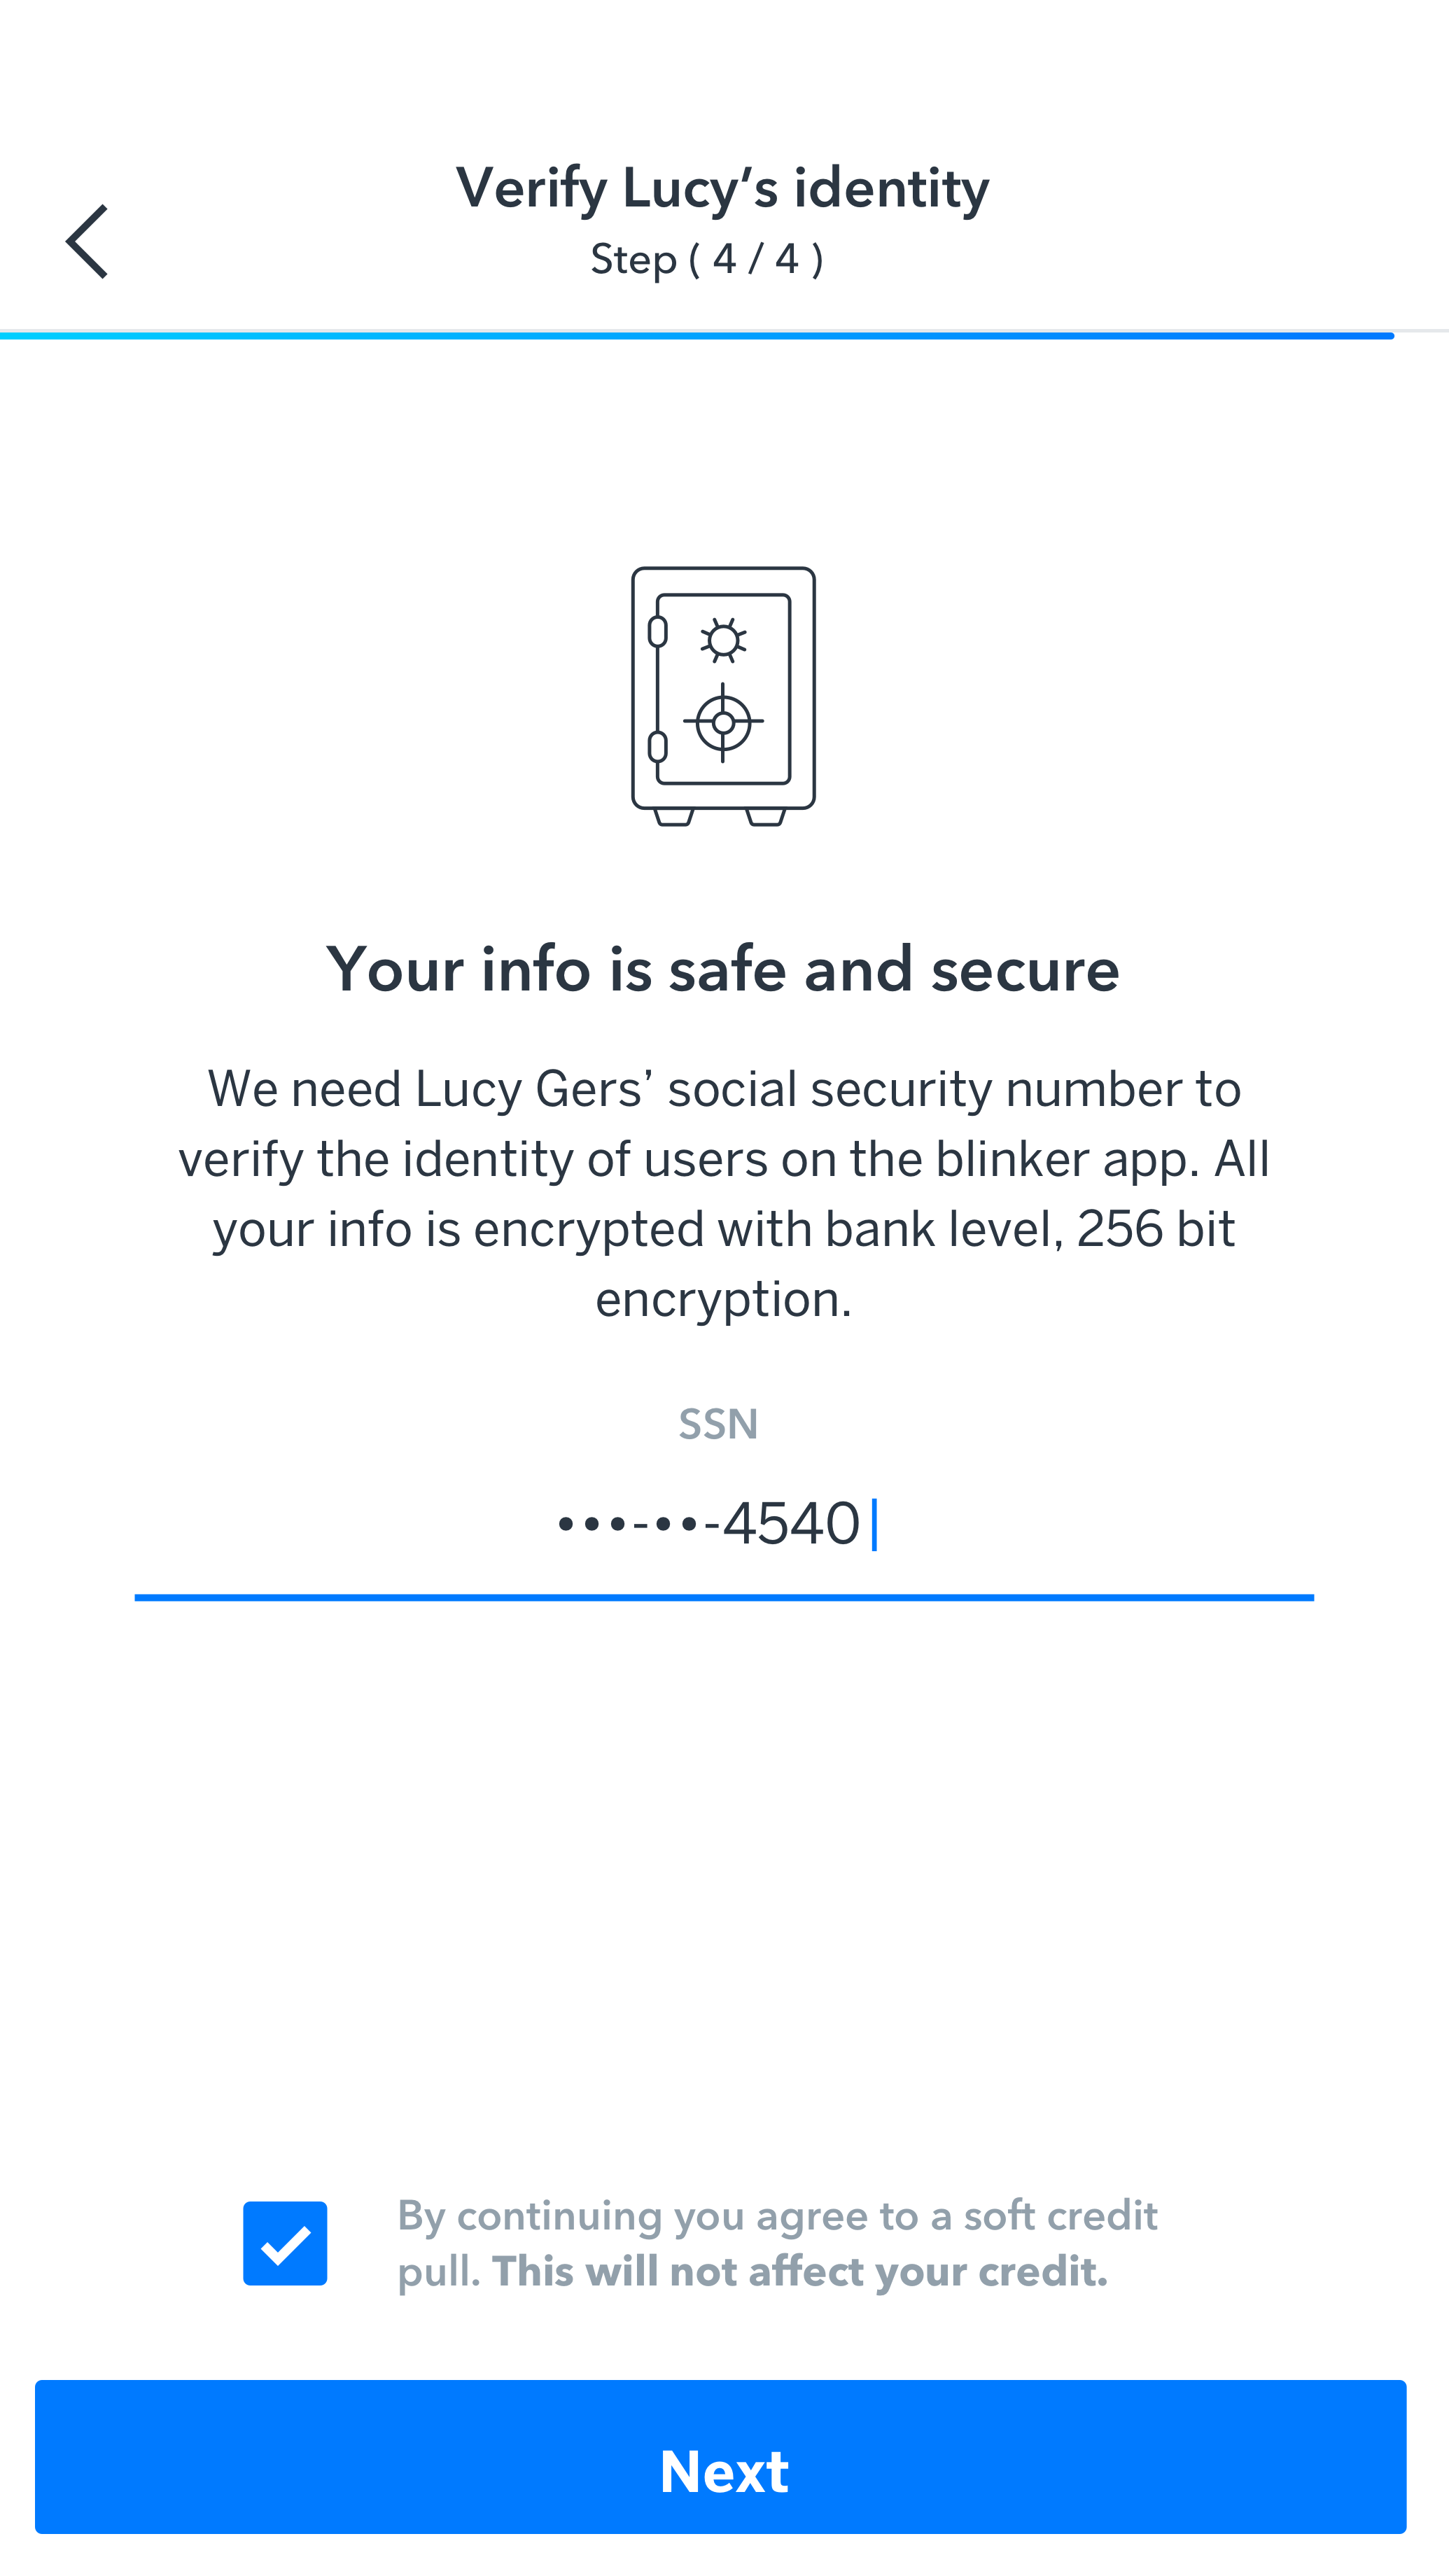 Verify Lucy’s identity
Step ( 4 / 4 )
Your info is safe and secure
We need Lucy Gers’ social security number to
verify the identity of users on the blinker app. All
your info is encrypted with bank level, 256 bit
encryption.
SSN
•••-••-4540
By continuing you agree to a soft credit
pull. This will not affect your credit.
Next